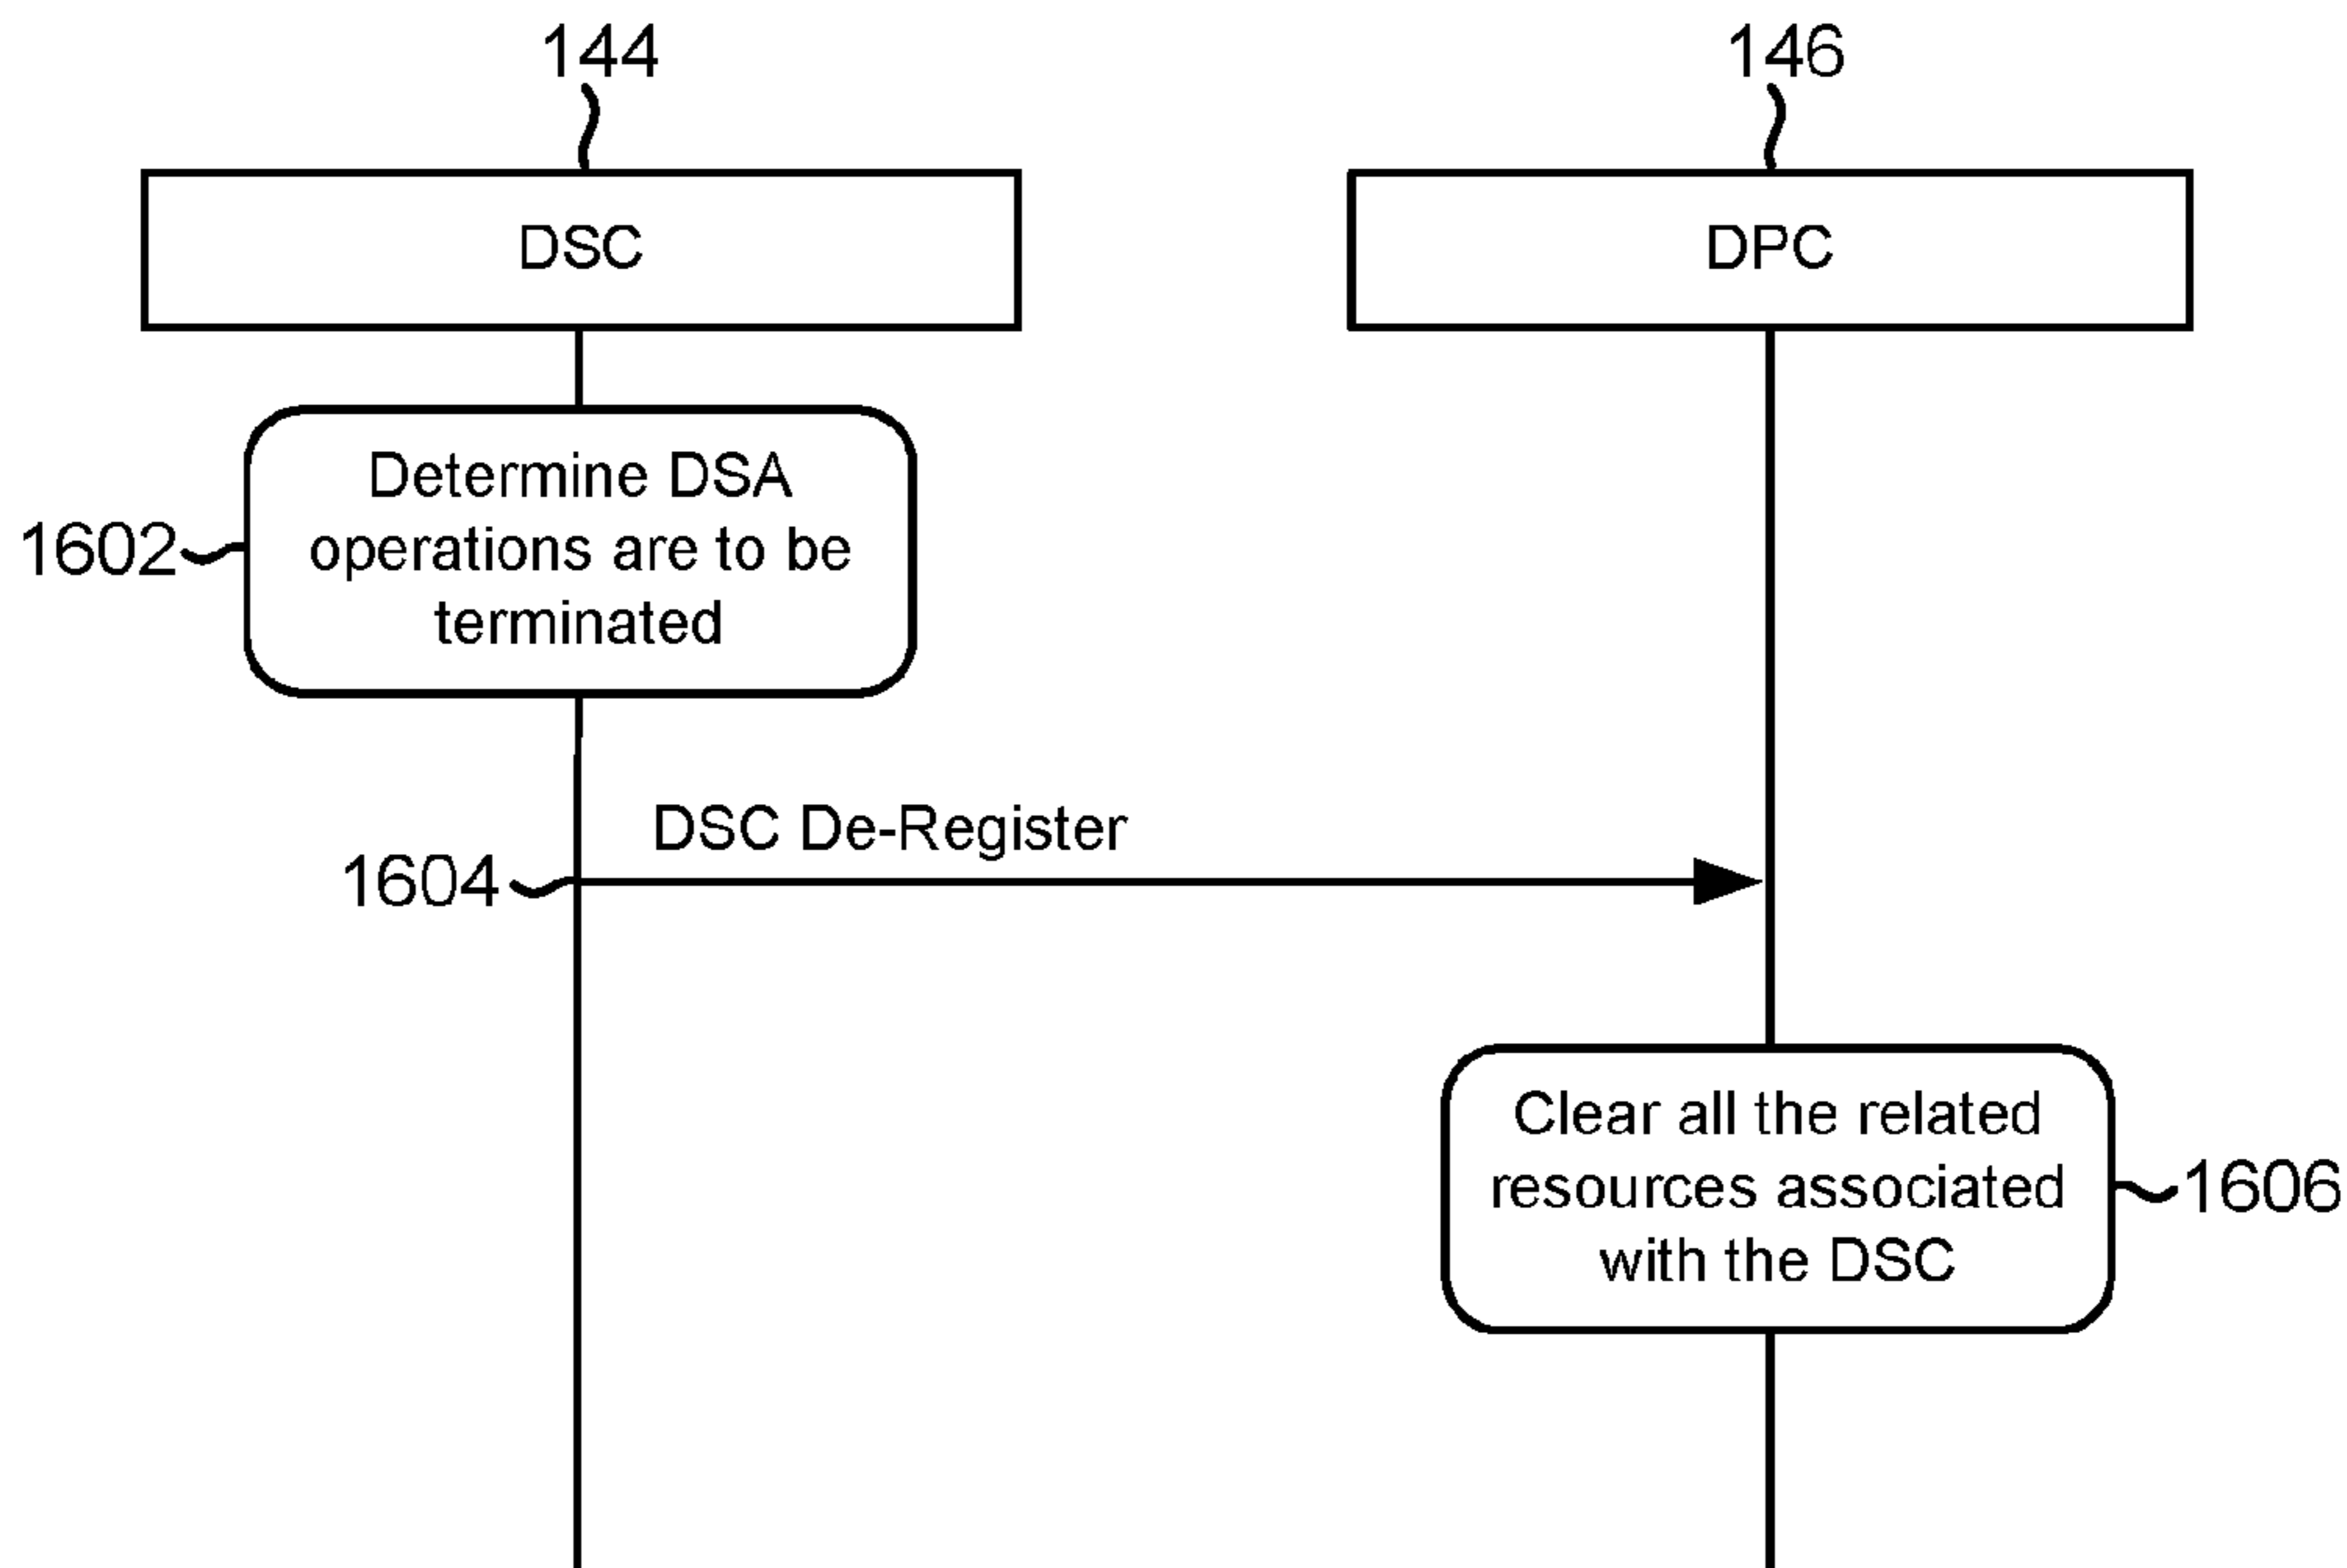 144
146
DSC
DPC
Determine DSA
operations are to be
terminated
1602
DSC De-Register
1604
Clear all the related
resources associated
with the DSC
1606